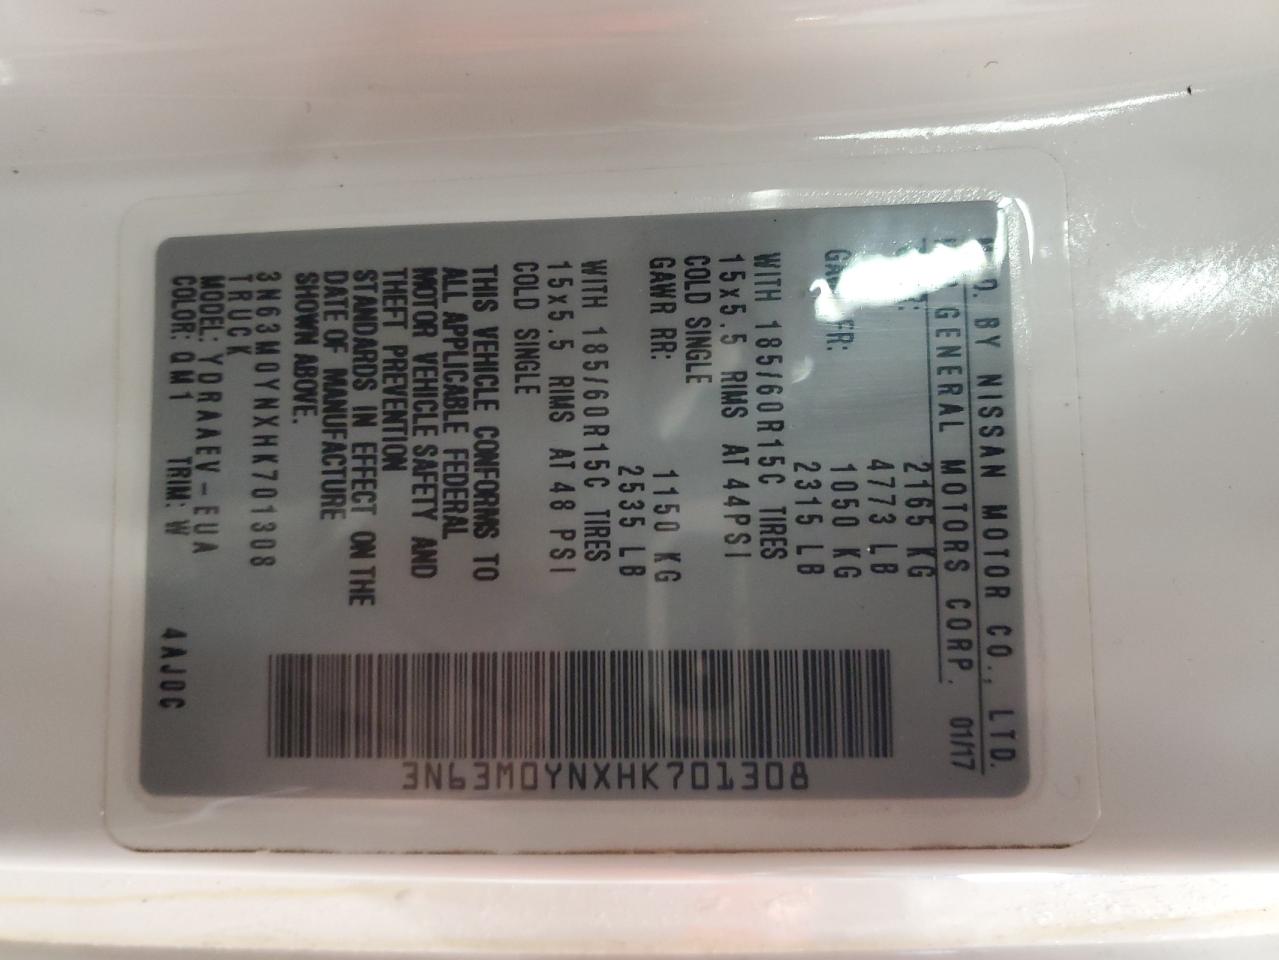 BY NISSAN MOTOR CO., LTD.
GENERAL MOTORS CORP. 01/17
2165 KG
4773 LB
FR: 1050 KG
2315 LB
WITH 185/60R15C TIRES
15x5.5 RIMS AT 44PSI
COLD SINGLE
GAWR RR: 1150 KG
2535 LB
WITH 185/60R15C TIRES
15x5.5 RIMS AT 48 PSI
COLD SINGLE
THIS VEHICLE CONFORMS TO
ALL APPLICABLE FEDERAL
MOTOR VEHICLE SAFETY AND
THEFT PREVENTION
STANDARDS IN EFFECT ON THE
DATE OF MANUFACTURE
SHOWN ABOVE.
3N63M0YNXHK701308
TRUCK
MODEL: YDRAAEV-EUA
COLOR: QM1 TRIM: W 4AJ0C
3N63M0YNXHK701308